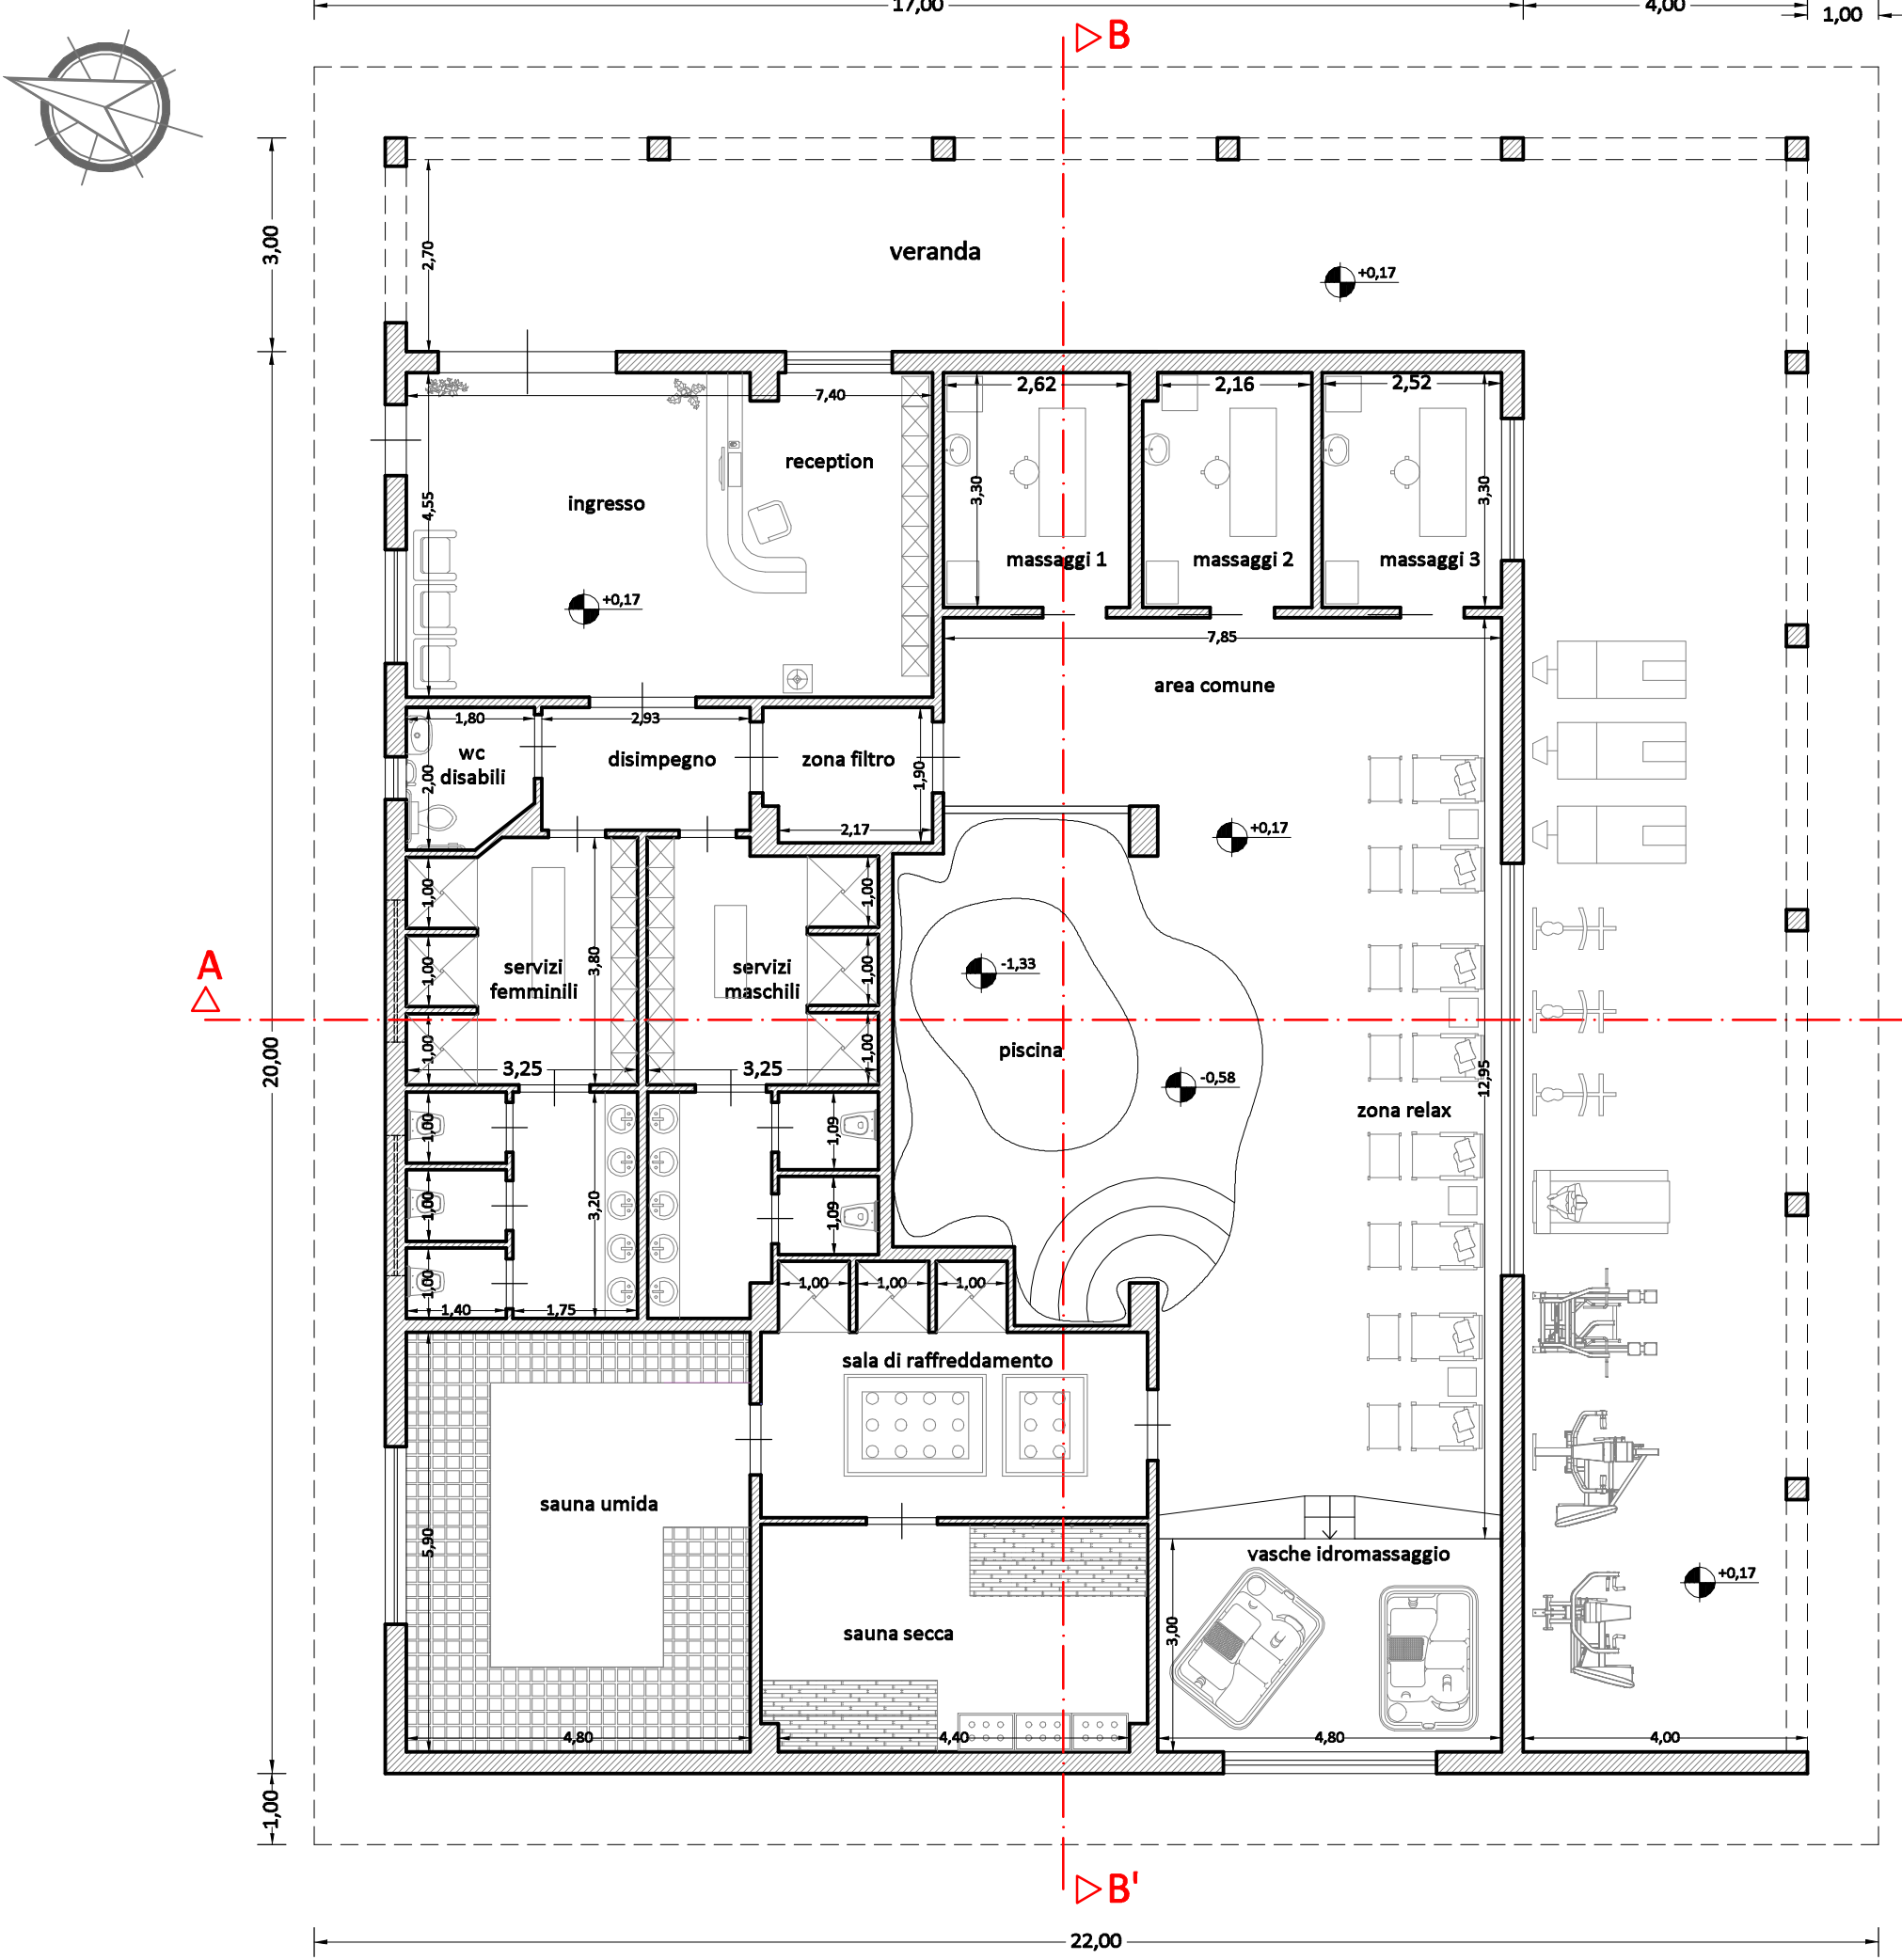 17,00
4,00
1,00
B
3,00
2,70
veranda
+0,17
7,40
2,62
2,16
2,52
reception
ingresso
4,55
3,30
3,30
massaggi 1
massaggi 2
massaggi 3
+0,17
7,85
area comune
1,80
2,93
wc
disabili
2,00
disimpegno
zona filtro
1,90
2,17
+0,17
1,00
1,00
3,80
A
servizi
femminili
servizi
maschili
1,00
1,00
-1,33
1,00
1,00
piscina
20,00
3,25
3,25
-0,58
12,95
zona relax
1,00
1,09
1,00
3,20
1,09
1,00
1,40
1,75
1,00
1,00
1,00
sala di raffreddamento
sauna umida
5,90
vasche idromassaggio
+0,17
sauna secca
3,00
4,80
4,40
4,80
4,00
1,00
B'
22,00